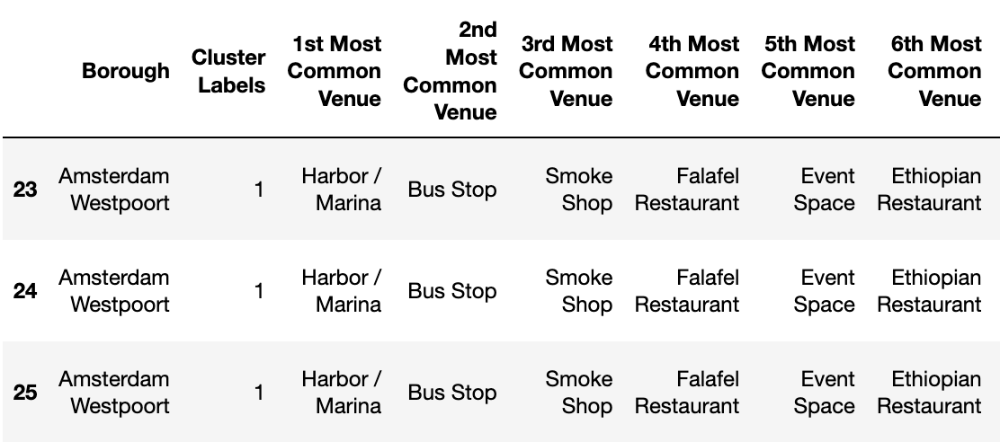 Borough Cluster Labels 1st Most Common Venue 2nd Most Common Venue 3rd Most Common Venue 4th Most Common Venue 5th Most Common Venue 6th Most Common Venue
23 Amsterdam Westpoort 1 Harbor / Marina Bus Stop Smoke Shop Falafel Restaurant Event Space Ethiopian Restaurant
24 Amsterdam Westpoort 1 Harbor / Marina Bus Stop Smoke Shop Falafel Restaurant Event Space Ethiopian Restaurant
25 Amsterdam Westpoort 1 Harbor / Marina Bus Stop Smoke Shop Falafel Restaurant Event Space Ethiopian Restaurant